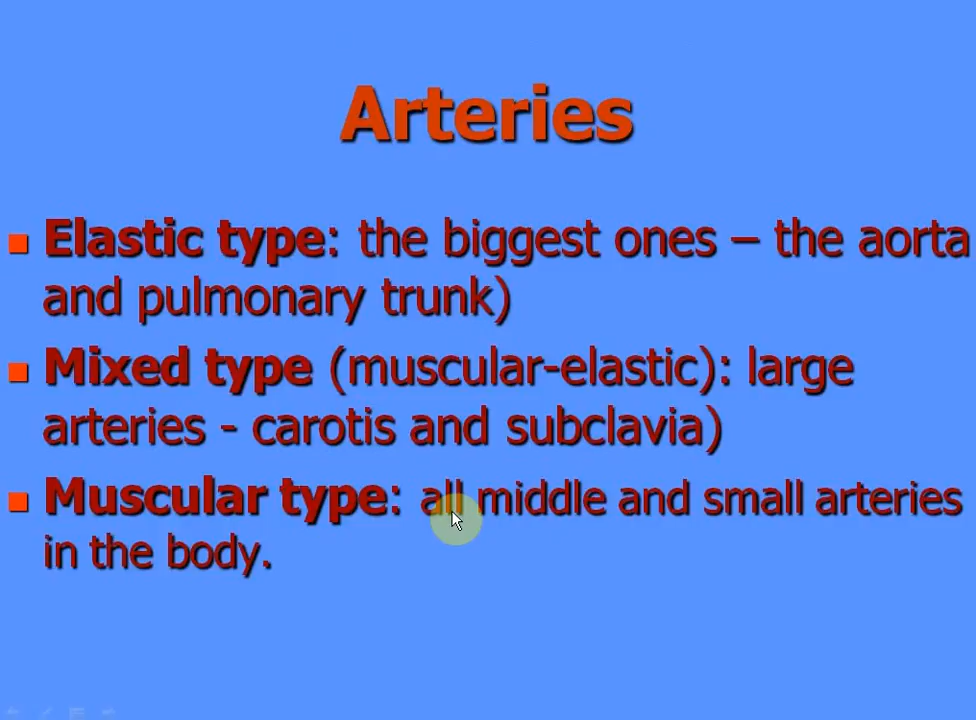 Arteries
Elastic type: the biggest ones – the aorta
and pulmonary trunk)
Mixed type (muscular-elastic): large
arteries - carotis and subclavia)
Muscular type: all middle and small arteries
in the body.